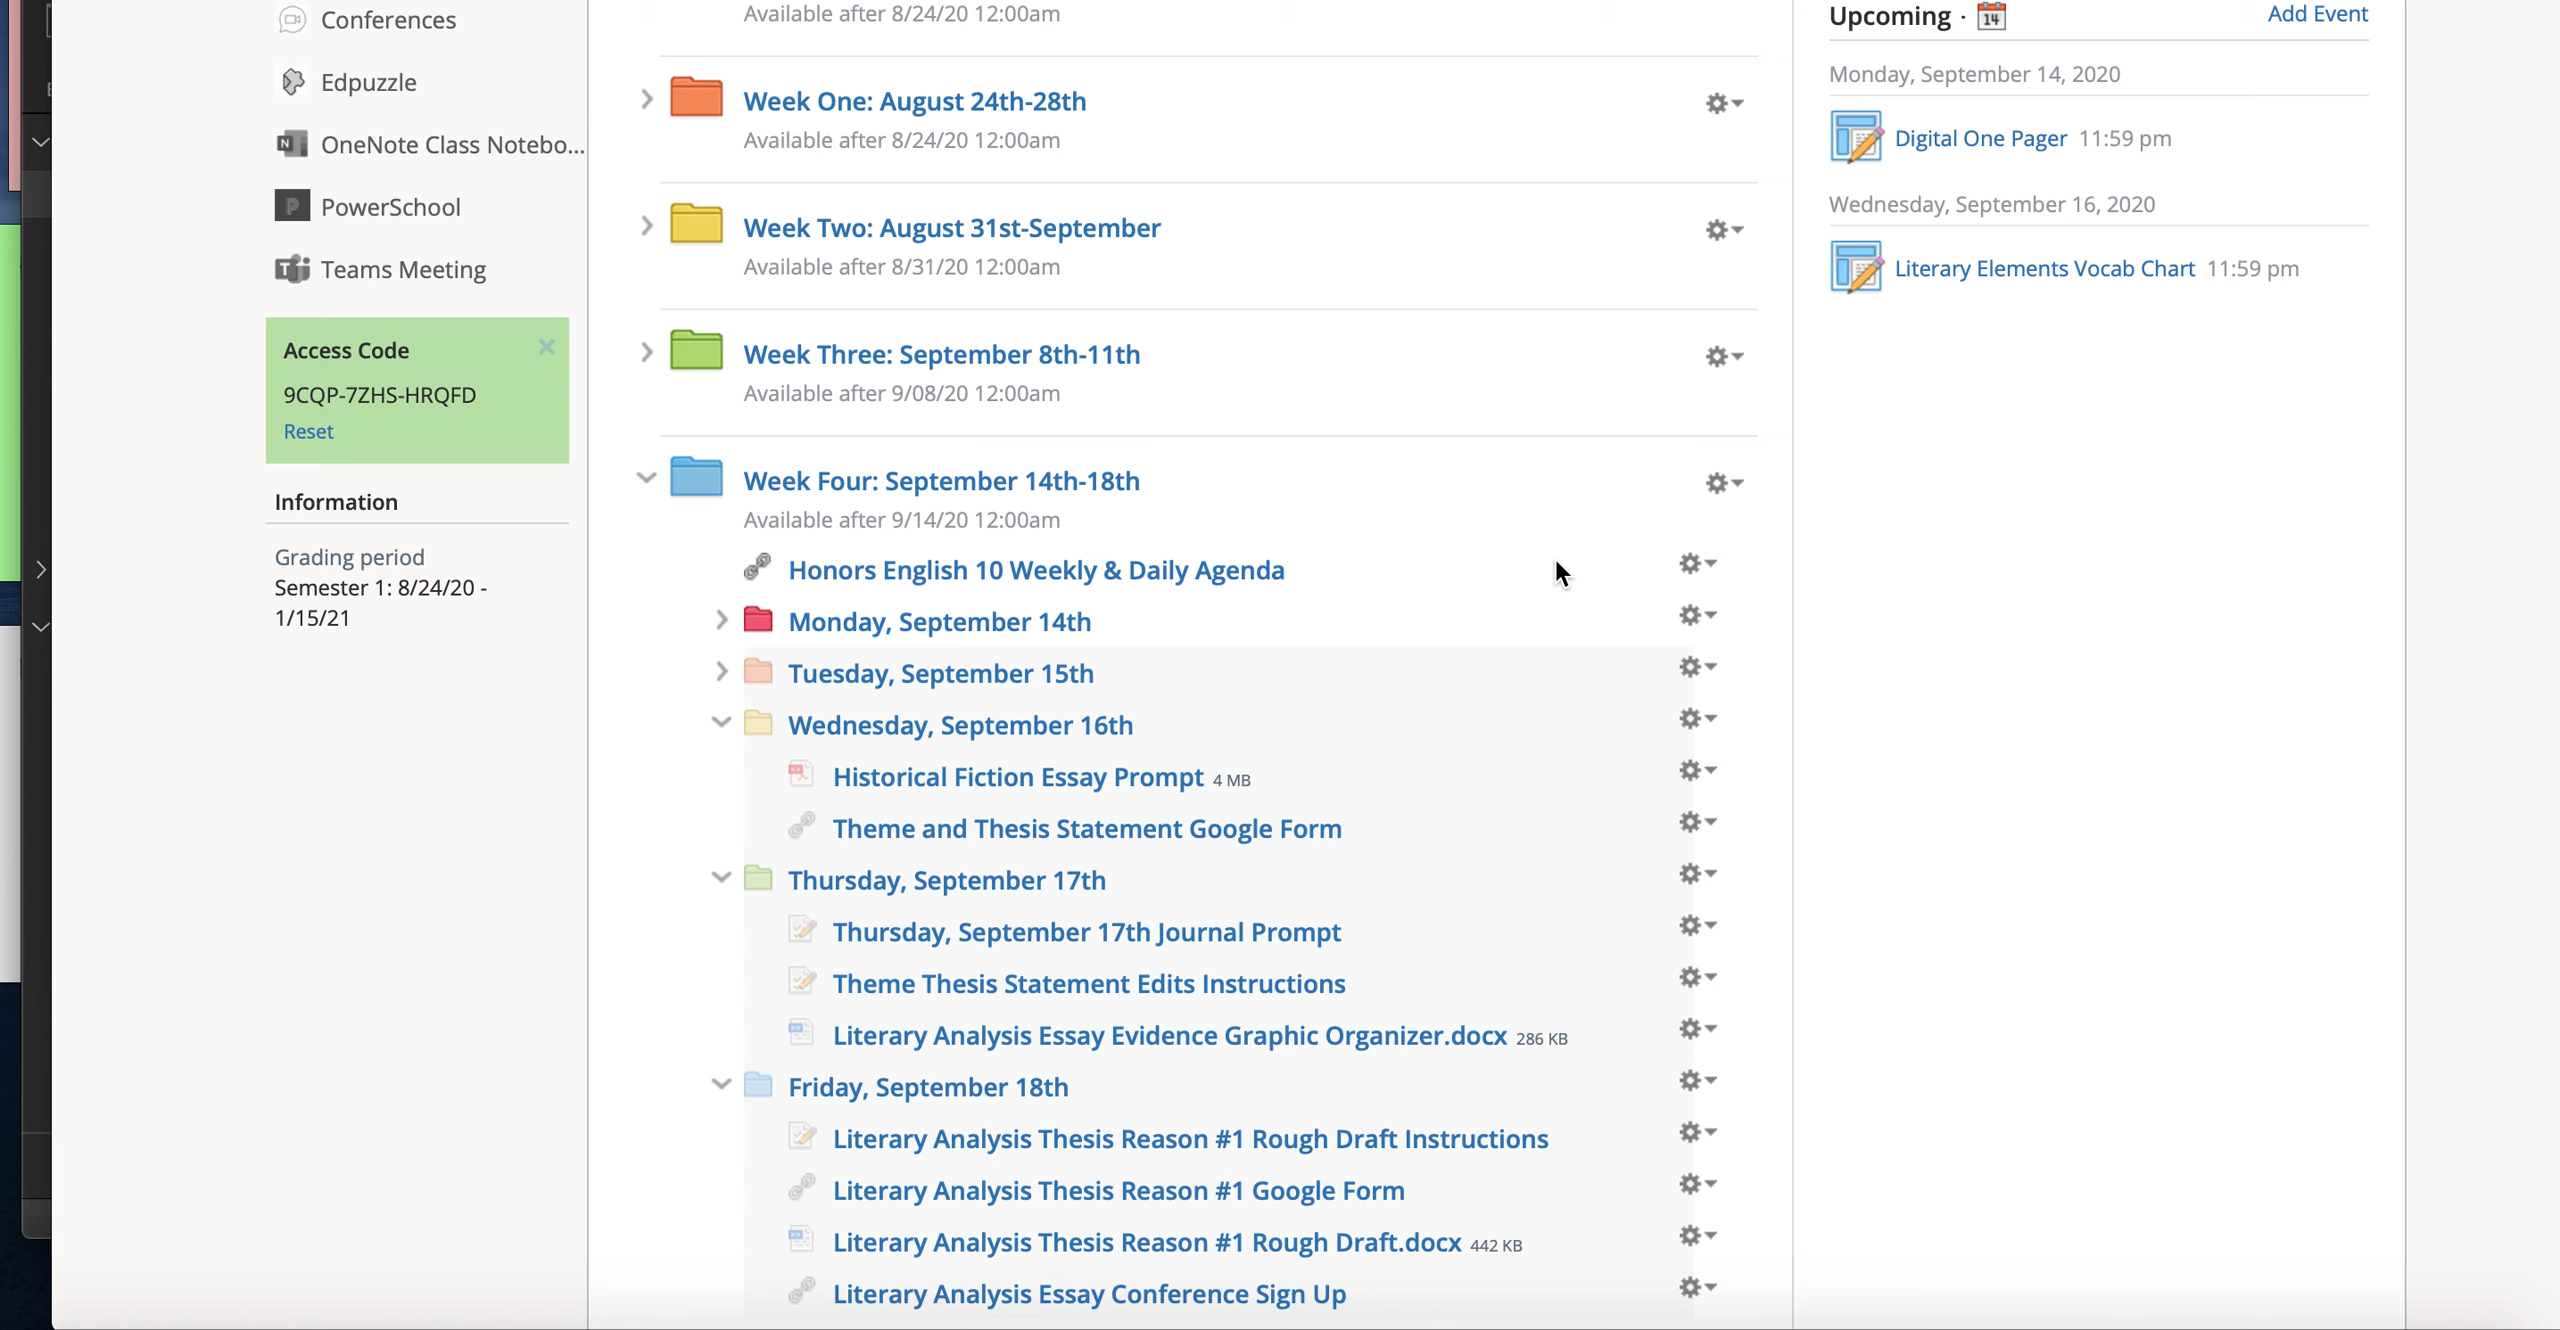 Conferences
Edpuzzle
OneNote Class Notebo...
PowerSchool
Teams Meeting
Access Code
9CQP-7ZHS-HRQFD
Reset
Information
Grading period
Semester 1: 8/24/20 -
1/15/21
Available after 8/24/20 12:00am
Week One: August 24th-28th
Available after 8/24/20 12:00am
Week Two: August 31st-September
Available after 8/31/20 12:00am
Week Three: September 8th-11th
Available after 9/08/20 12:00am
Week Four: September 14th-18th
Available after 9/14/20 12:00am
Honors English 10 Weekly & Daily Agenda
Monday, September 14th
Tuesday, September 15th
Wednesday, September 16th
Historical Fiction Essay Prompt 4 MB
Theme and Thesis Statement Google Form
Thursday, September 17th
Thursday, September 17th Journal Prompt
Theme Thesis Statement Edits Instructions
Literary Analysis Essay Evidence Graphic Organizer.docx 286 KB
Friday, September 18th
Literary Analysis Thesis Reason #1 Rough Draft Instructions
Literary Analysis Thesis Reason #1 Google Form
Literary Analysis Thesis Reason #1 Rough Draft.docx 442 KB
Literary Analysis Essay Conference Sign Up
Upcoming · 14 Add Event
Monday, September 14, 2020
Digital One Pager 11:59 pm
Wednesday, September 16, 2020
Literary Elements Vocab Chart 11:59 pm